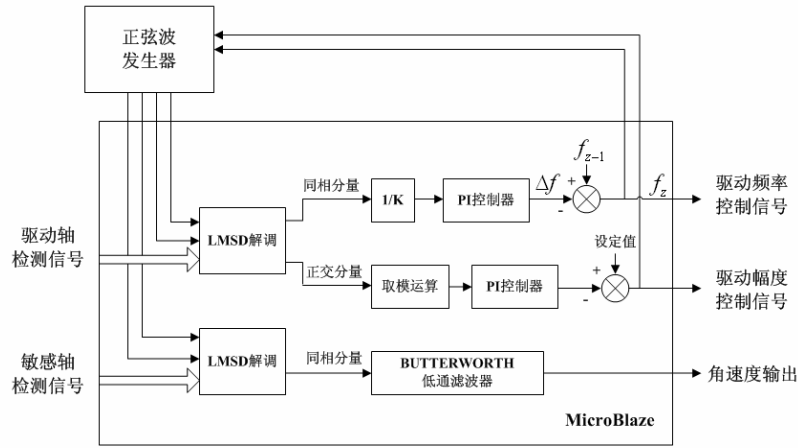 正弦波
发生器
f_{z-1}
同相分量
1/K
PI控制器
Δf
+
-
f_z
驱动频率
控制信号
驱动轴
检测信号
LMSD解调
设定值
正交分量
取模运算
PI控制器
+
-
驱动幅度
控制信号
敏感轴
检测信号
LMSD解调
同相分量
BUTTERWORTH
低通滤波器
角速度输出
MicroBlaze